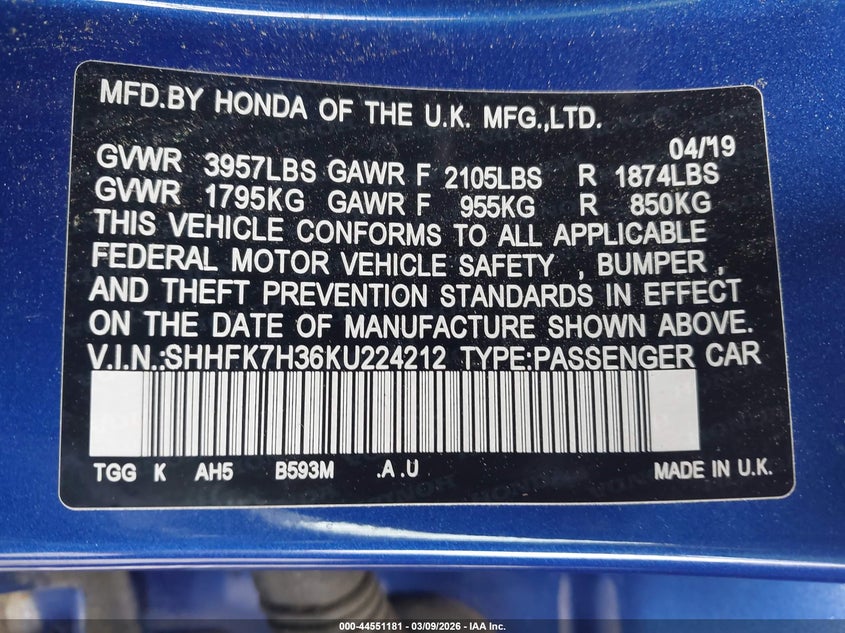 MFD.BY HONDA OF THE U.K. MFG.,LTD.
04/19
GVWR 3957LBS GAWR F 2105LBS R 1874LBS
GVWR 1795KG GAWR F 955KG R 850KG
THIS VEHICLE CONFORMS TO ALL APPLICABLE
FEDERAL MOTOR VEHICLE SAFETY , BUMPER ,
AND THEFT PREVENTION STANDARDS IN EFFECT
ON THE DATE OF MANUFACTURE SHOWN ABOVE.
V.I.N.:SHHFK7H36KU224212 TYPE:PASSENGER CAR
TGG K AH5 B593M .A .U MADE IN U.K.
000-44551181 | 03/09/2026 - IAA Inc.